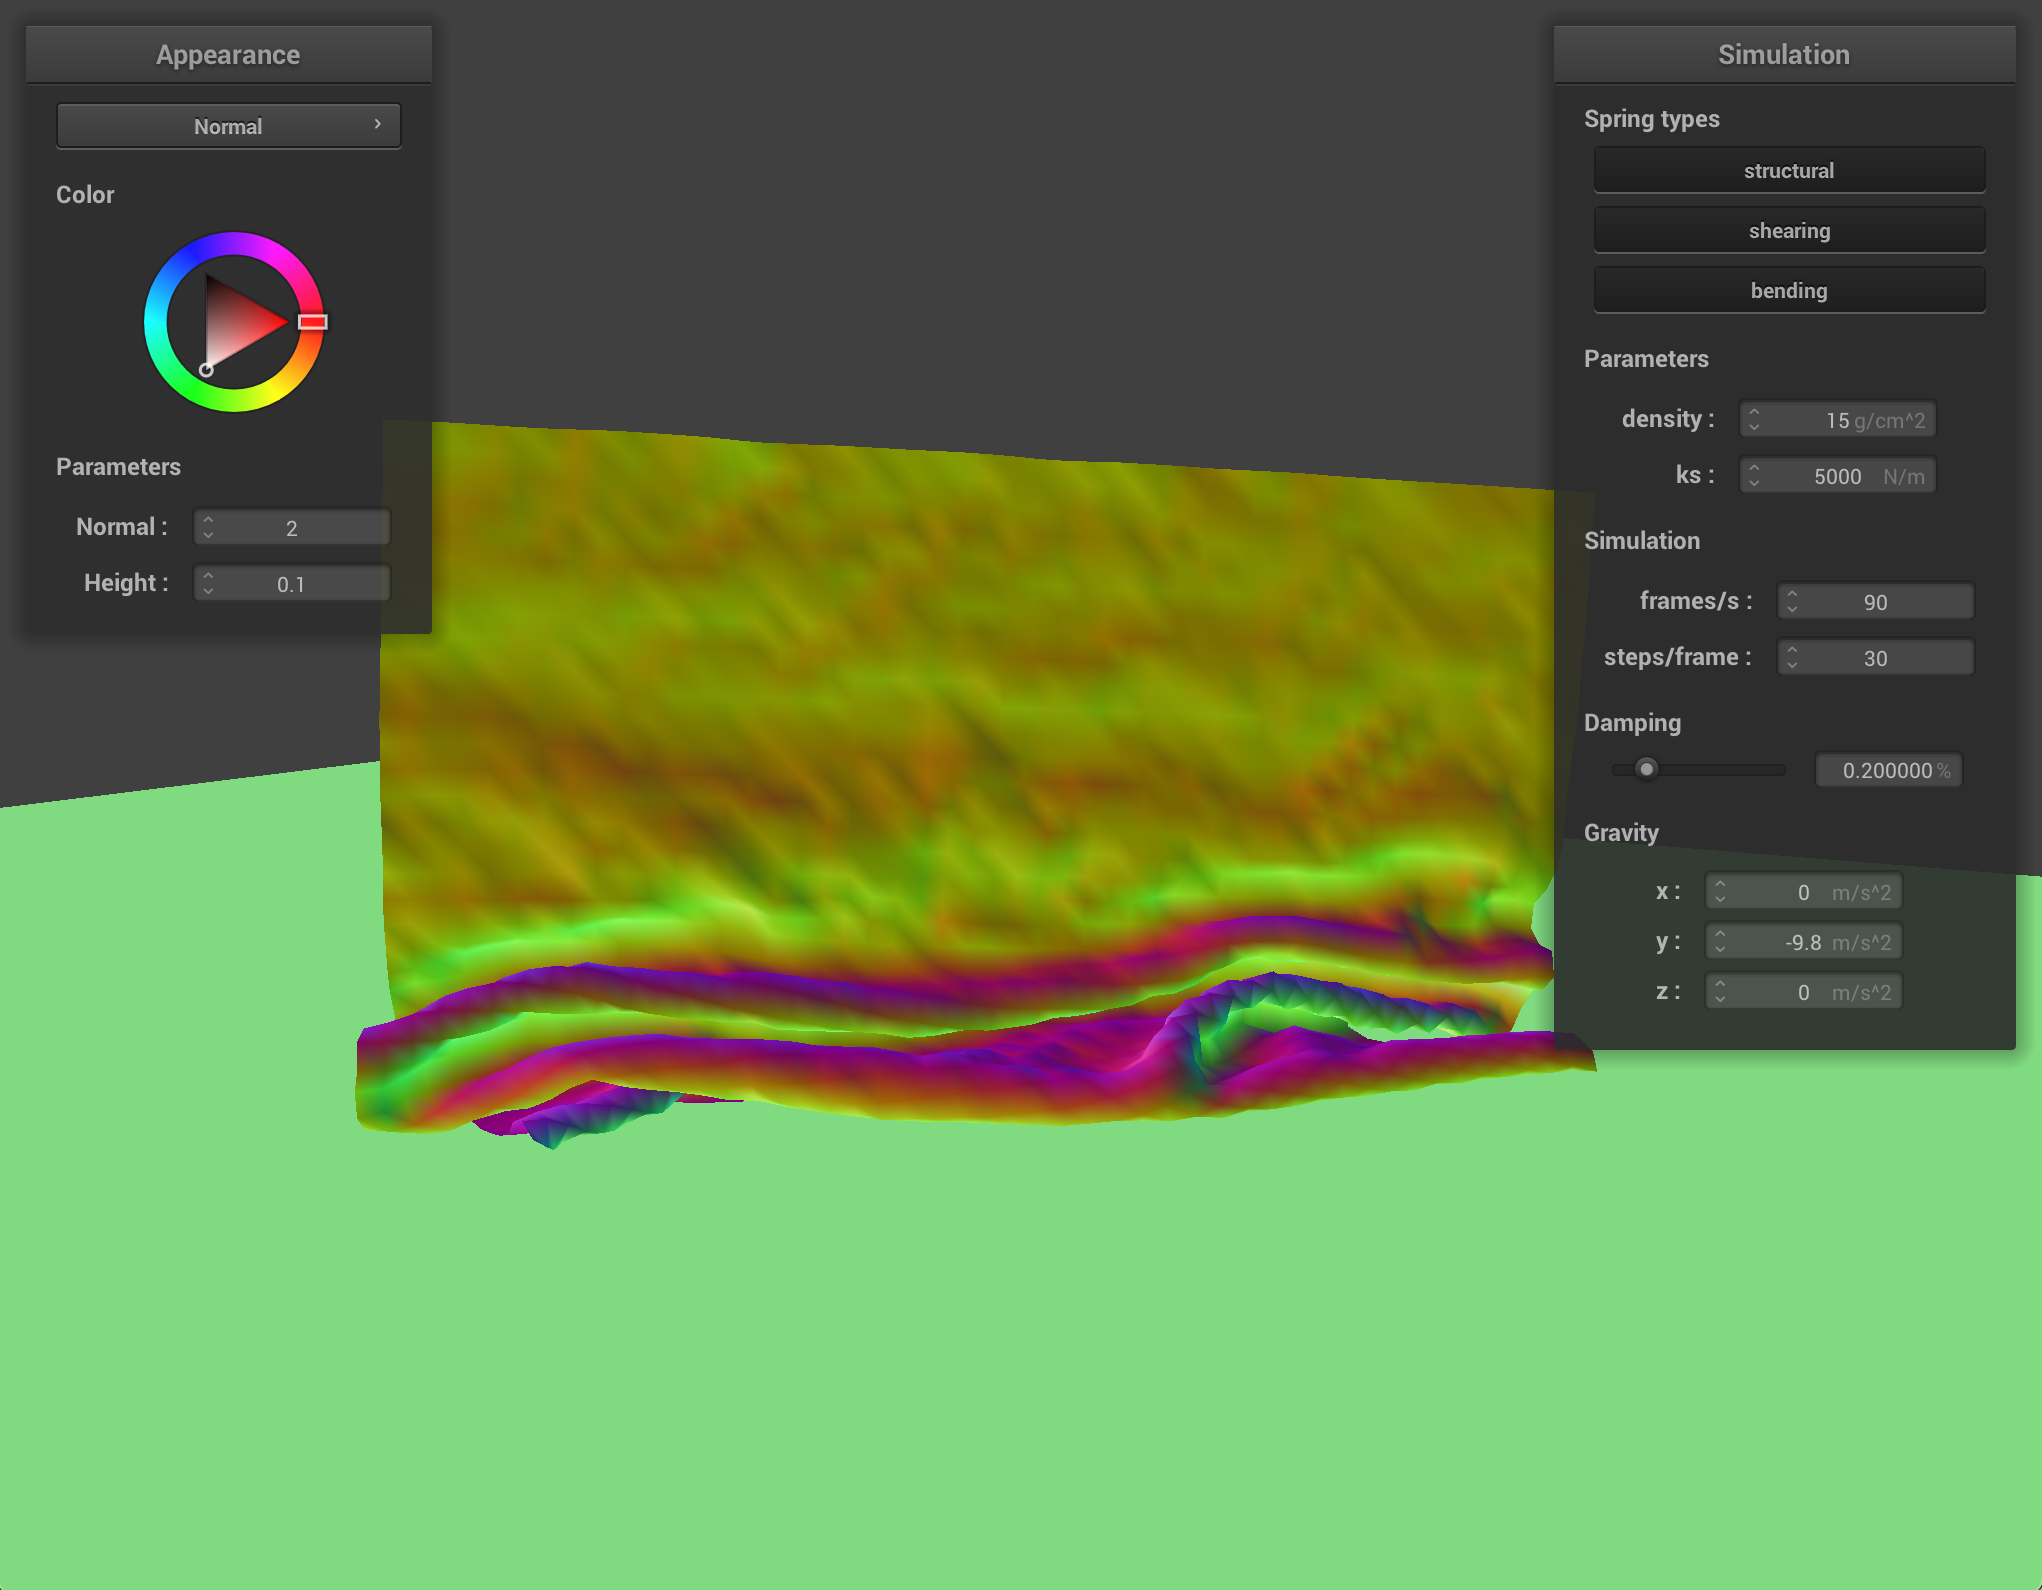 Appearance
Normal
Color
Parameters
Normal : 2
Height : 0.1
Simulation
Spring types
structural
shearing
bending
Parameters
density : 15 g/cm^2
ks : 5000 N/m
Simulation
frames/s : 90
steps/frame : 30
Damping
0.200000 %
Gravity
x : 0 m/s^2
y : -9.8 m/s^2
z : 0 m/s^2